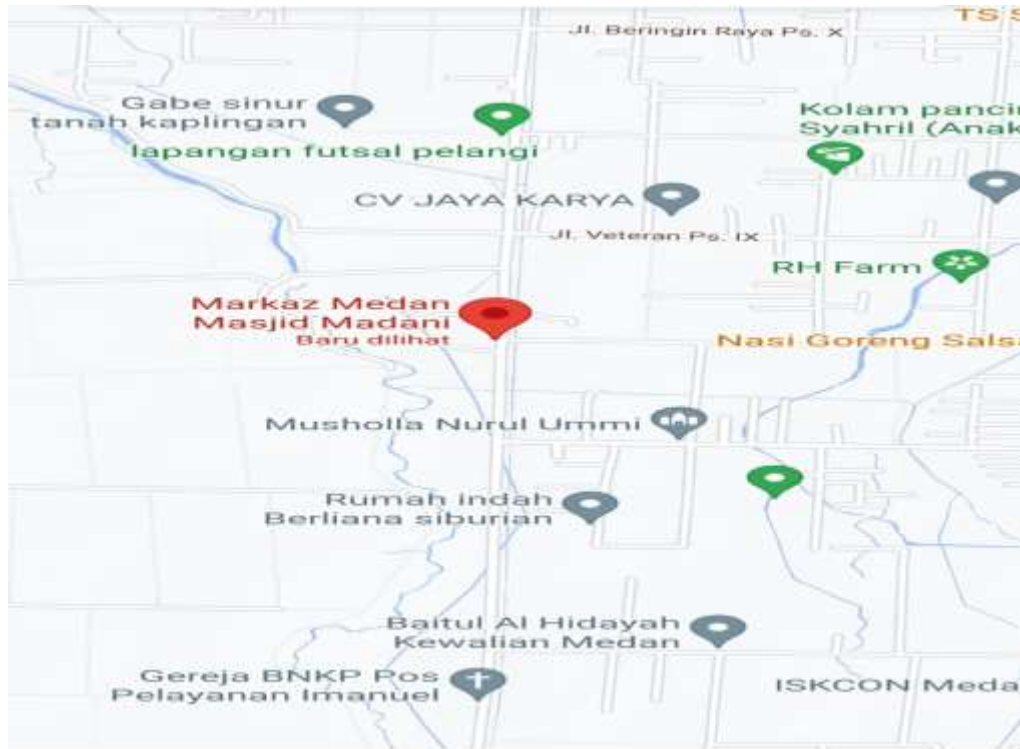 TS S
Jl. Beringin Raya Ps. X
Gabe sinur
tanah kaplingan
lapangan futsal pelangi
Kolam pancin
Syahril (Anak
CV JAYA KARYA
Jl. Veteran Ps. IX
RH Farm
Markaz Medan
Masjid Madani
Baru dilihat
Nasi Goreng Salsa
Musholla Nurul Ummi
Rumah indah
Berliana siburian
Baitul Al Hidayah
Kewalian Medan
Gereja BNKP Pos
Pelayanan Imanuel
ISKCON Meda